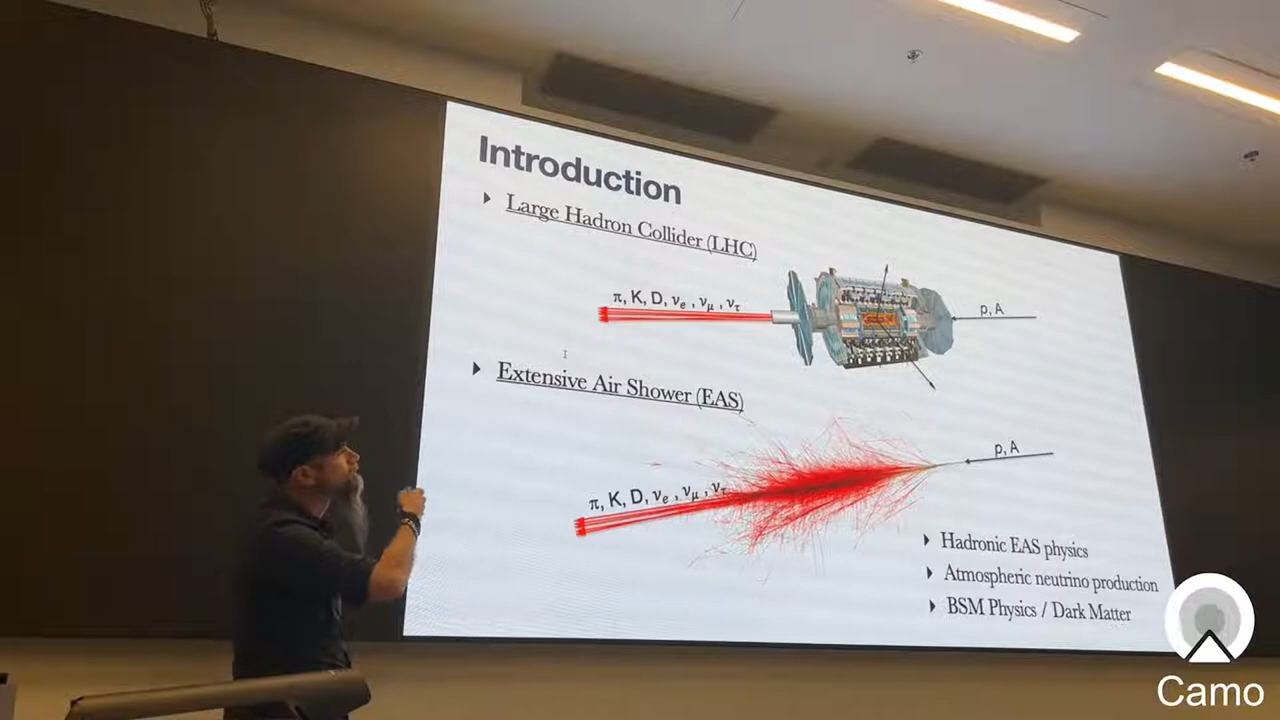 Introduction
Large Hadron Collider (LHC)
π, K, D, νe , νμ , ντ
p, A
Extensive Air Shower (EAS)
p, A
π, K, D, νe , νμ , ντ
Hadronic EAS physics
Atmospheric neutrino production
BSM Physics / Dark Matter
Camo